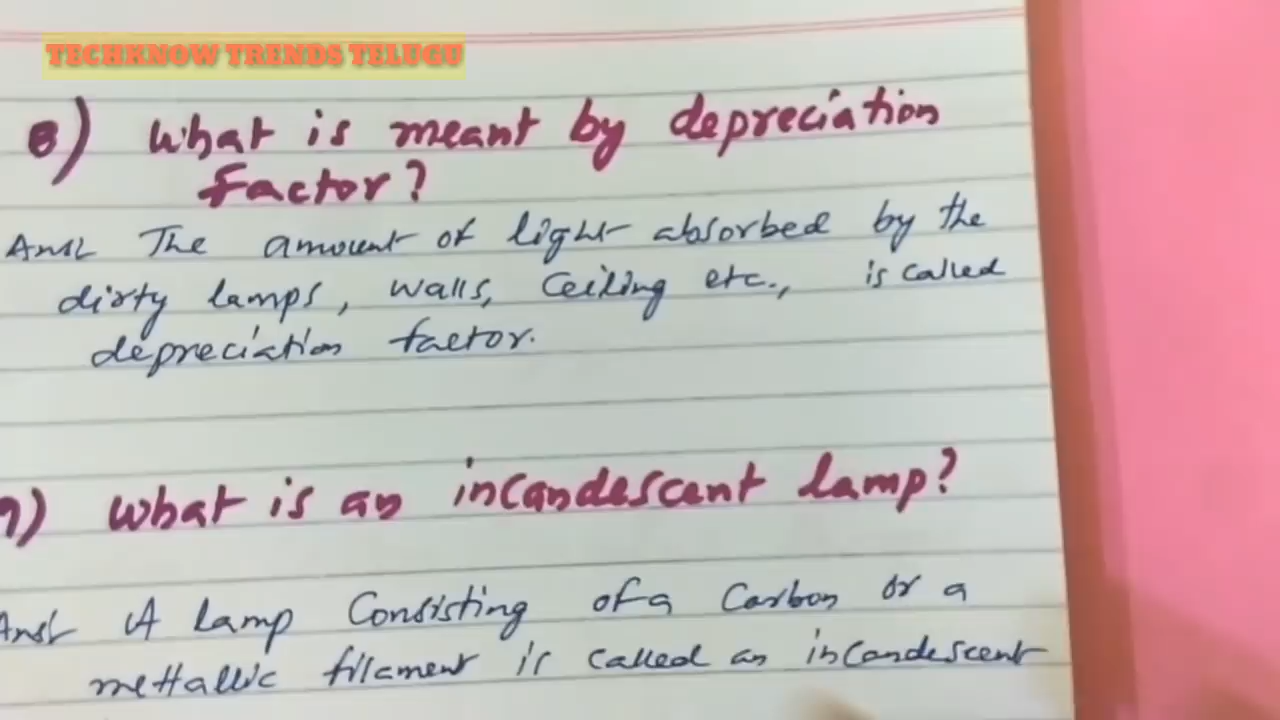 TECHKNOW TRENDS TELUGU
8) What is meant by depreciation
factor?
Ans: The amount of light absorbed by the
dirty lamps, walls, Ceiling etc., is called
depreciation factor.
9) What is an incandescent lamp?
Ans: A lamp Consisting of a Carbon or a
mettallic filament is called an incandescent